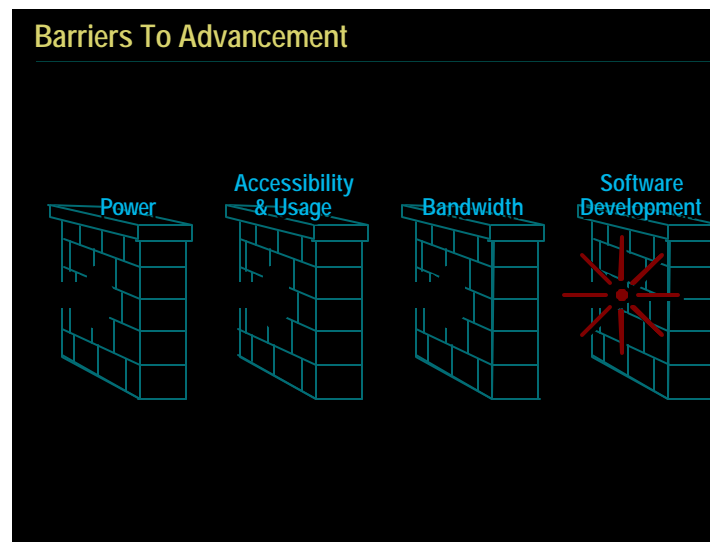 Barriers To Advancement
Power
Accessibility
& Usage
Bandwidth
Software
Development